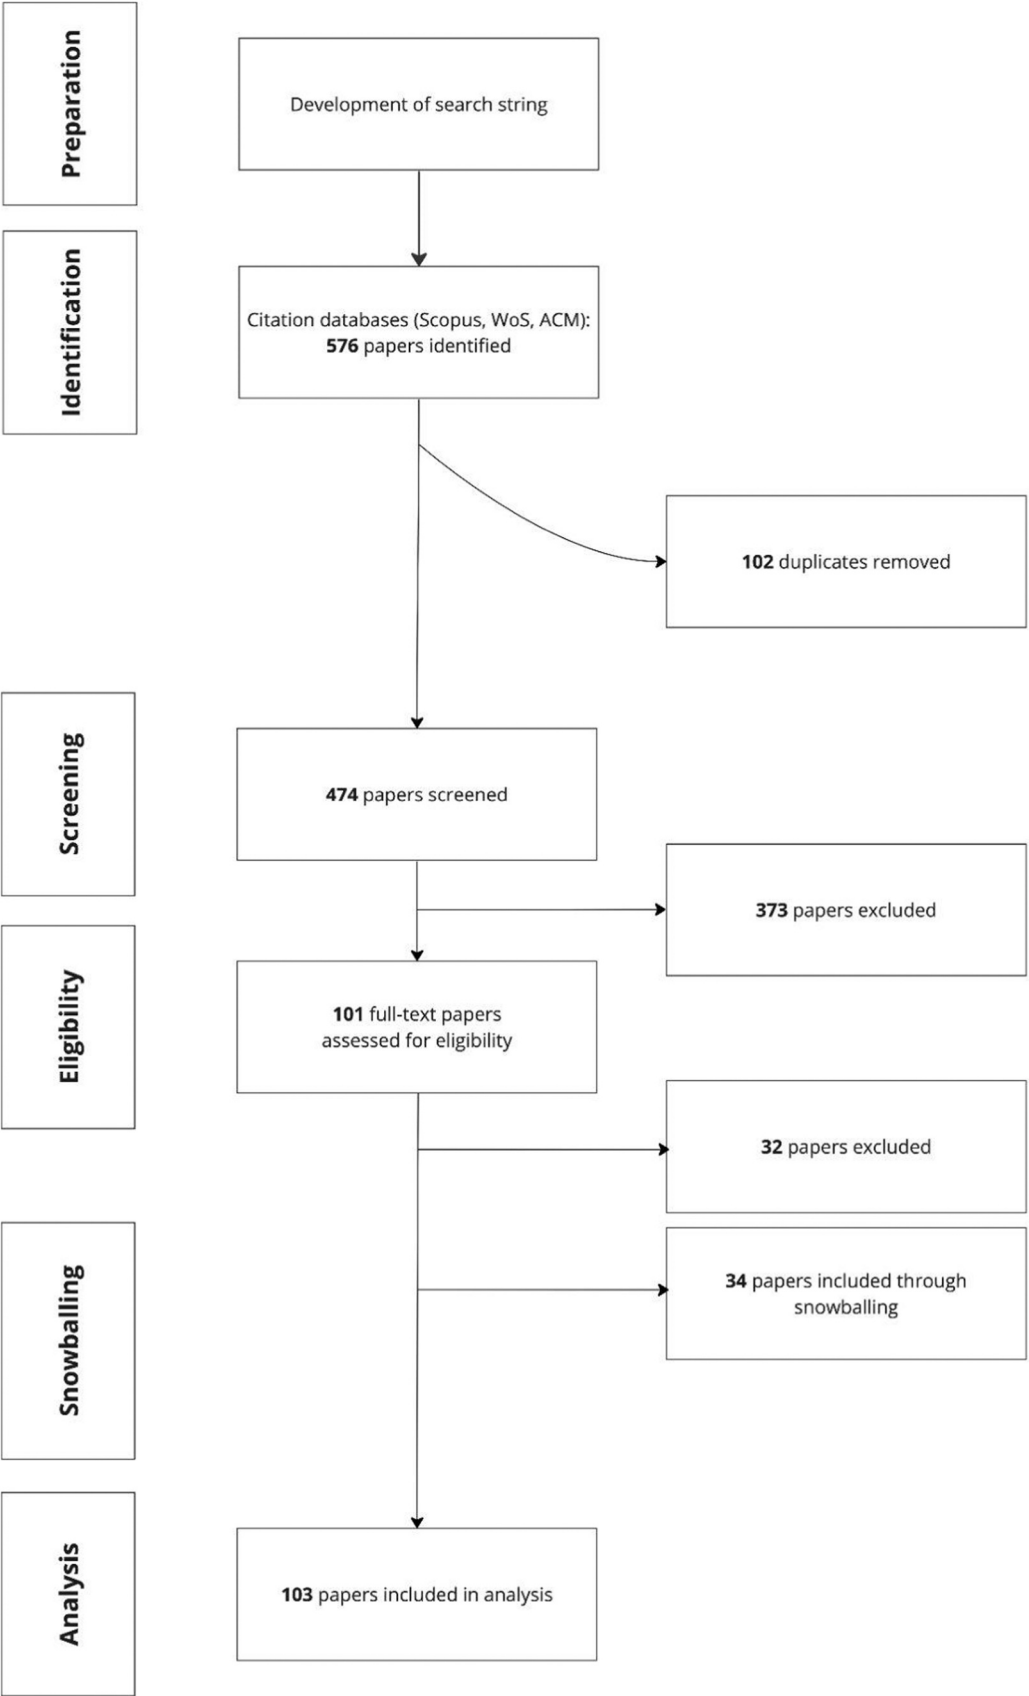 Preparation
Development of search string
Identification
Citation databases (Scopus, WoS, ACM):
576 papers identified
102 duplicates removed
Screening
474 papers screened
373 papers excluded
Eligibility
101 full-text papers
assessed for eligibility
32 papers excluded
Snowballing
34 papers included through
snowballing
Analysis
103 papers included in analysis